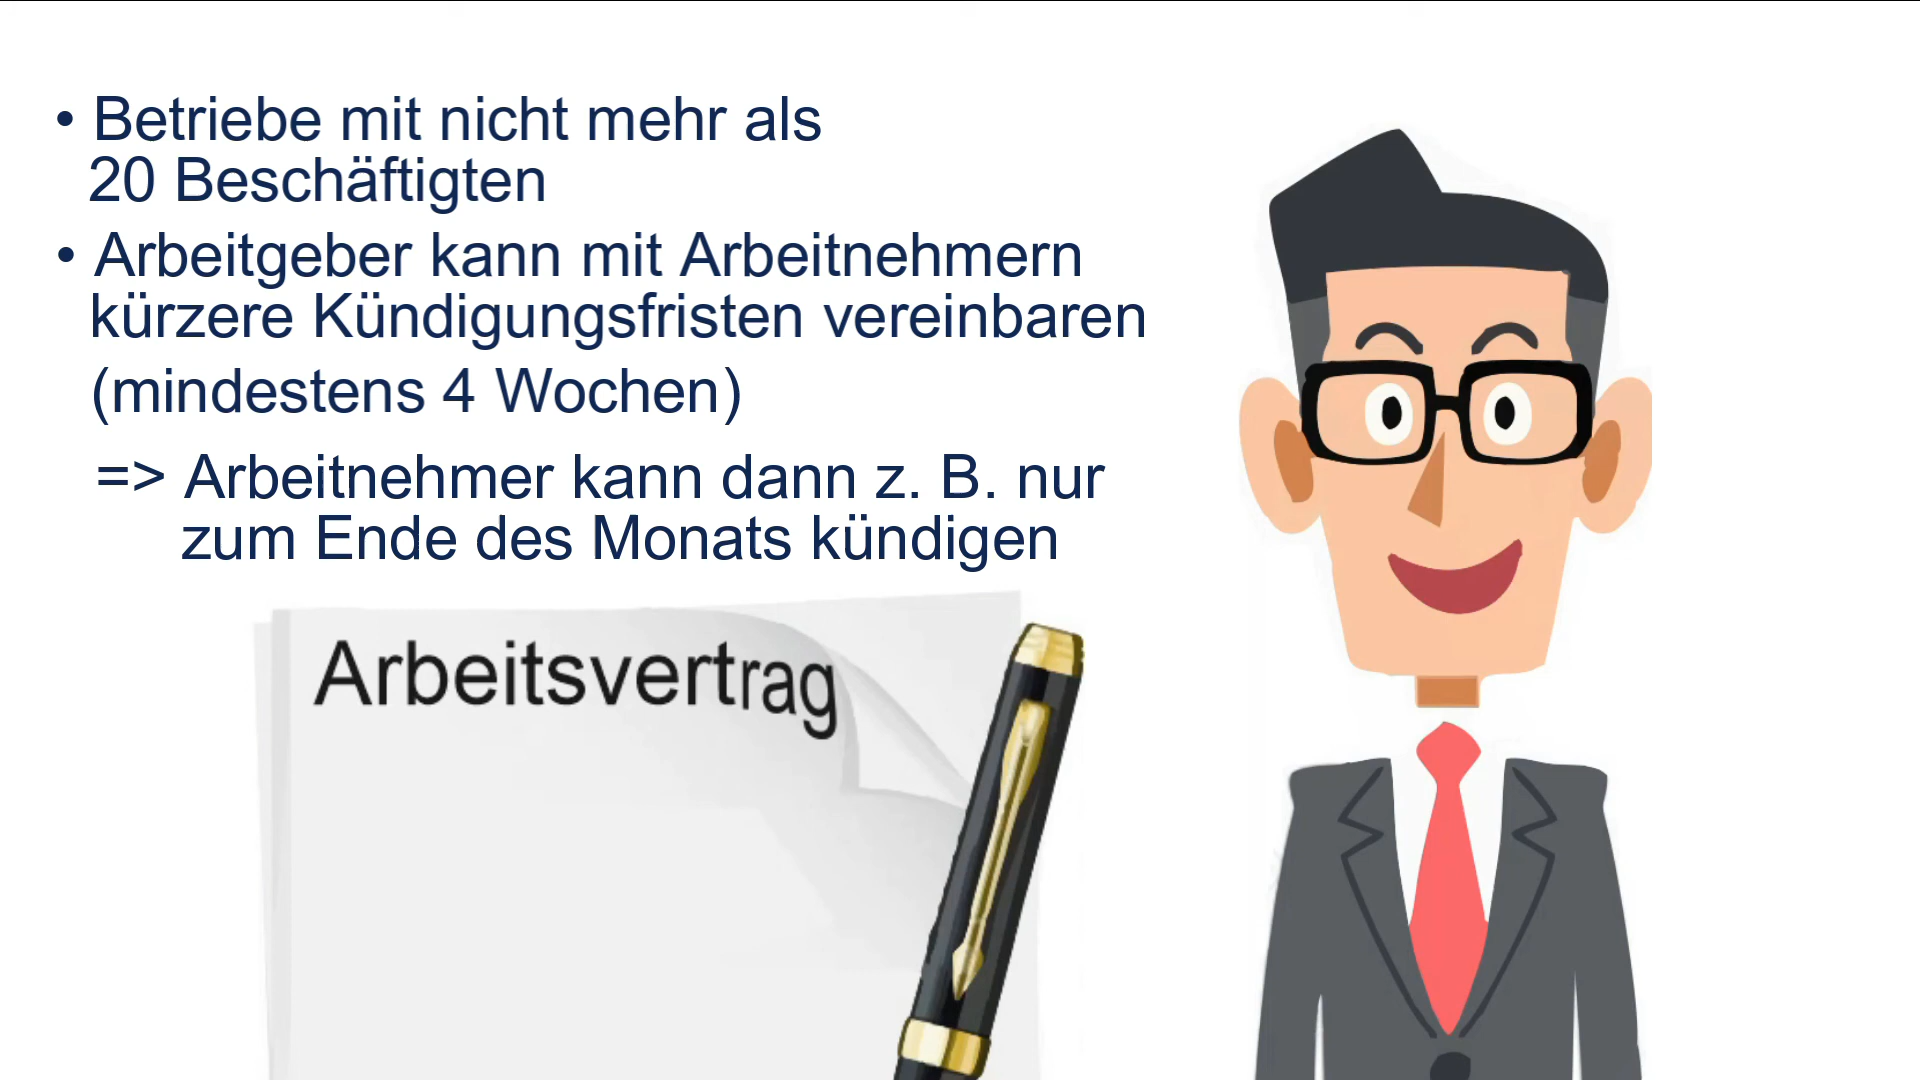 • Betriebe mit nicht mehr als
20 Beschäftigten
• Arbeitgeber kann mit Arbeitnehmern
kürzere Kündigungsfristen vereinbaren
(mindestens 4 Wochen)
=> Arbeitnehmer kann dann z. B. nur
zum Ende des Monats kündigen
Arbeitsvertrag